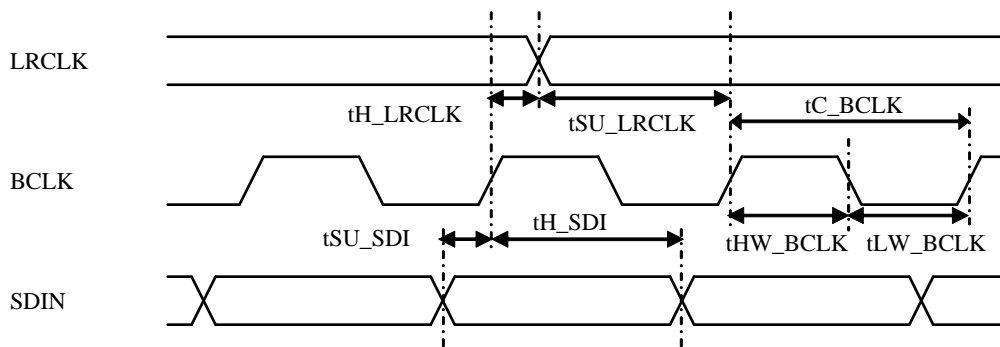 LRCLK
tH_LRCLK
tSU_LRCLK
tC_BCLK
BCLK
tSU_SDI
tH_SDI
tHW_BCLK
tLW_BCLK
SDIN